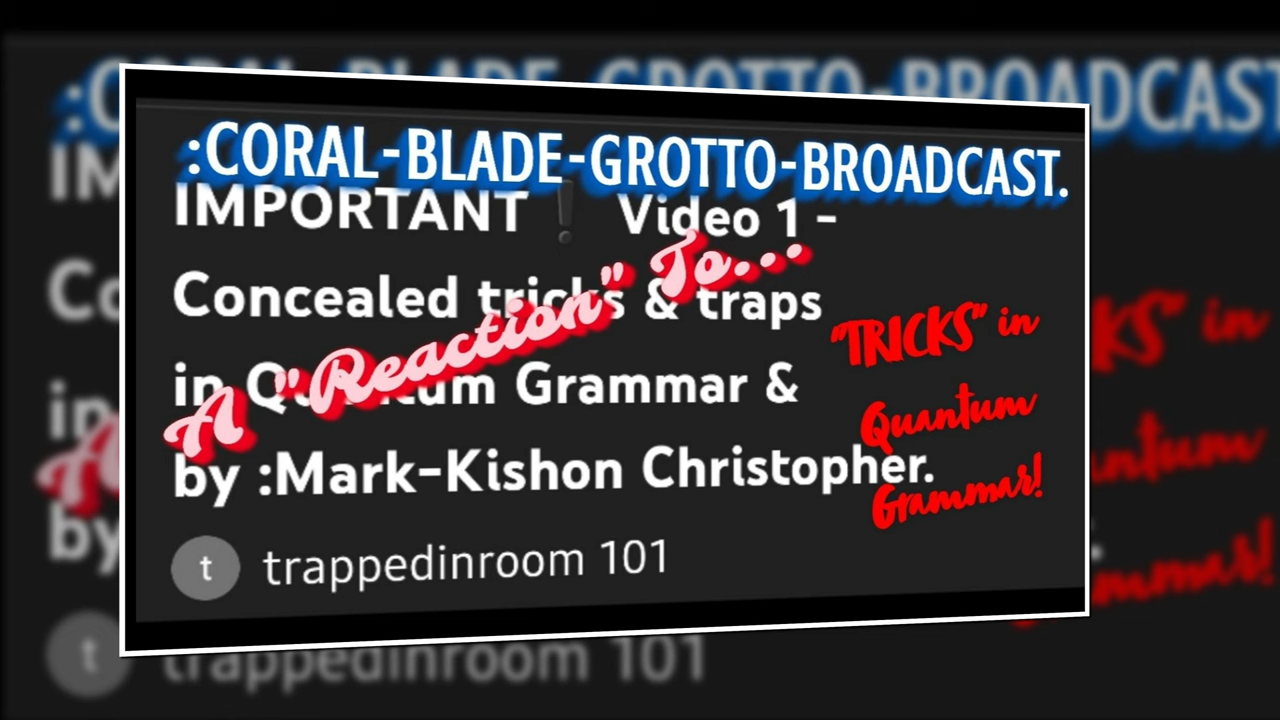 :CORAL-BLADE-GROTTO-BROADCAST.
IMPORTANT❗ Video 1 -
Concealed tricks & traps
in Quantum Grammar &
by :Mark-Kishon Christopher.
A "Reaction" To...
"TRICKS" in
Quantum
Grammar!
t trappedinroom 101